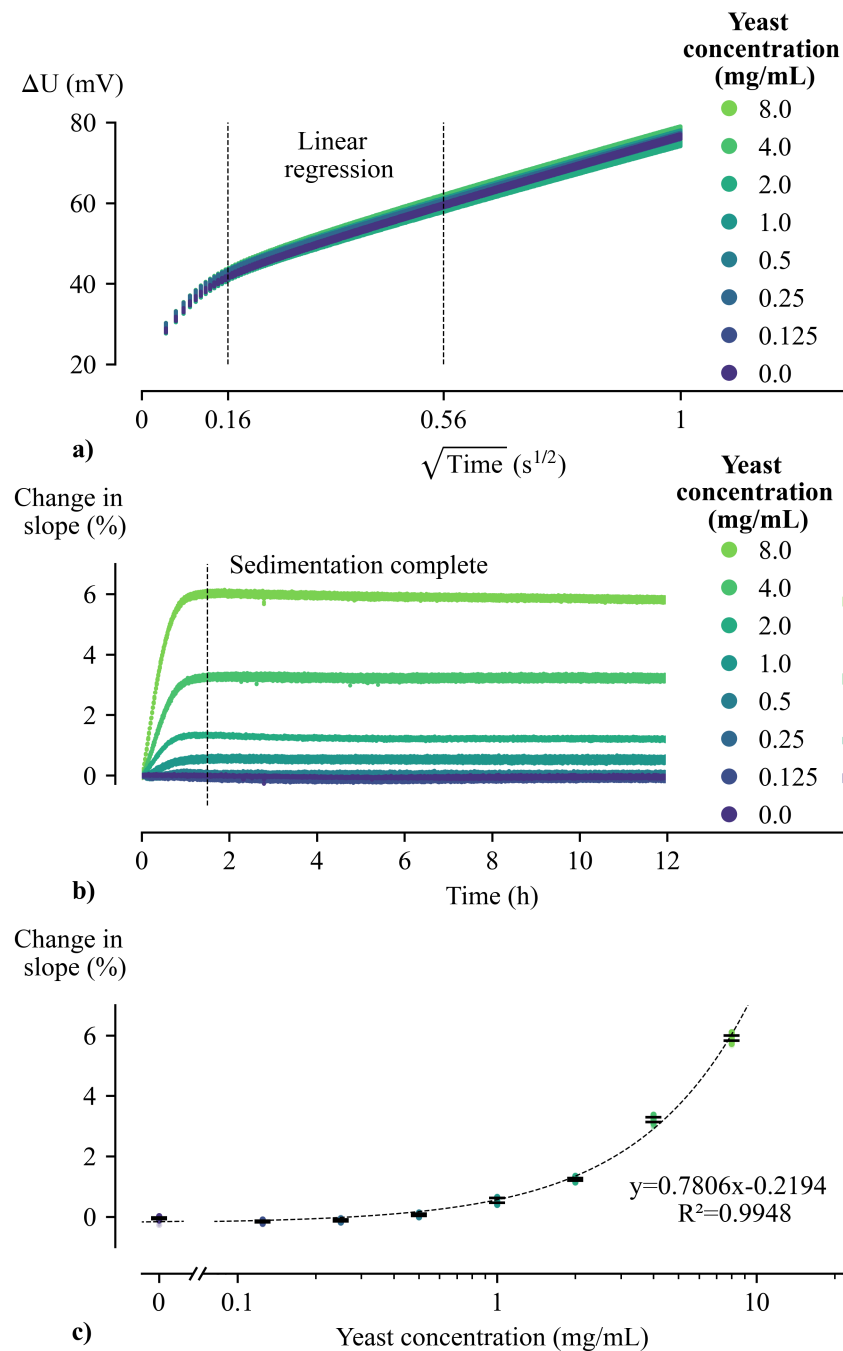 Yeast
concentration
(mg/mL)
8.0
4.0
2.0
1.0
0.5
0.25
0.125
0.0
ΔU (mV)
80
60
40
20
Linear
regression
0
0.16
0.56
1
√Time (s^1/2)
a)
Yeast
concentration
(mg/mL)
8.0
4.0
2.0
1.0
0.5
0.25
0.125
0.0
Change in
slope (%)
Sedimentation complete
6
4
2
0
0
2
4
6
8
10
12
Time (h)
b)
Change in
slope (%)
6
4
2
0
y=0.7806x-0.2194
R²=0.9948
0
0.1
1
10
Yeast concentration (mg/mL)
c)